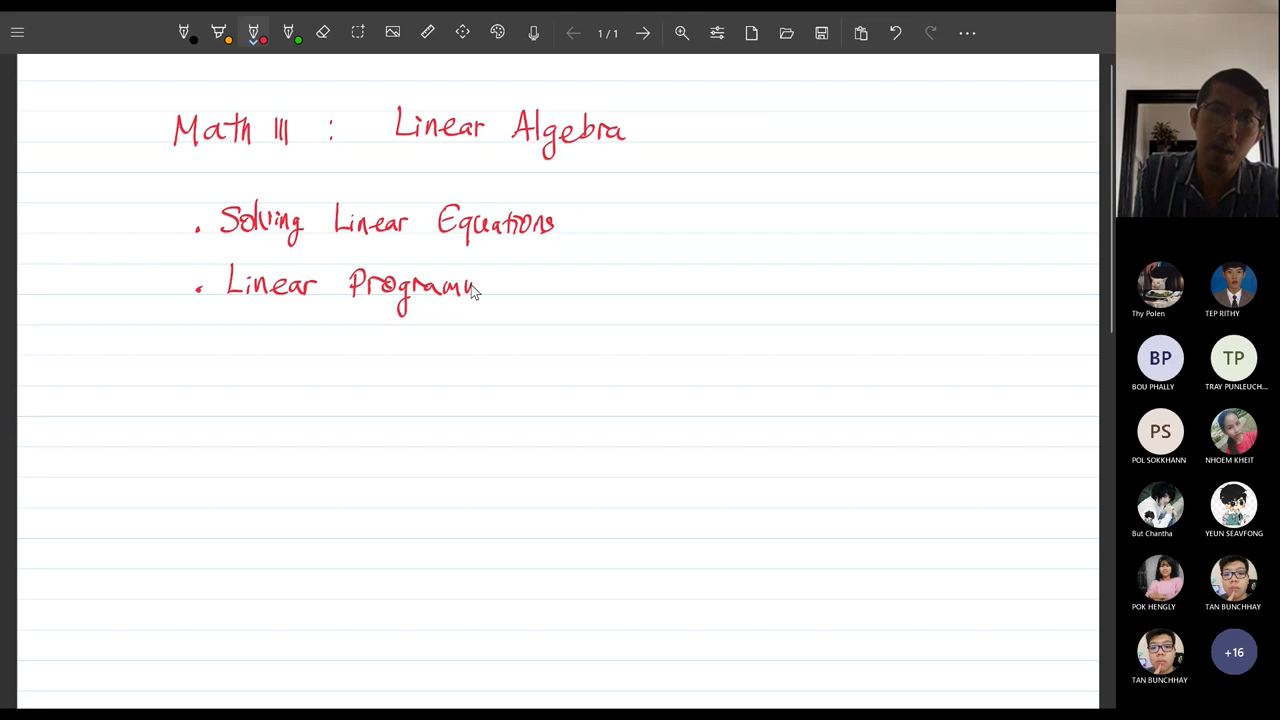 1 / 1
Math III : Linear Algebra
. Solving Linear Equations
. Linear Programm
Thy Polen
TEP RITHY
BP
TP
BOU PHALLY
TRAY PUNLEUCH...
PS
POL SOKKHANN
NHOEM KHEIT
But Chantha
YEUN SEAVFONG
POK HENGLY
TAN BUNCHHAY
+16
TAN BUNCHHAY